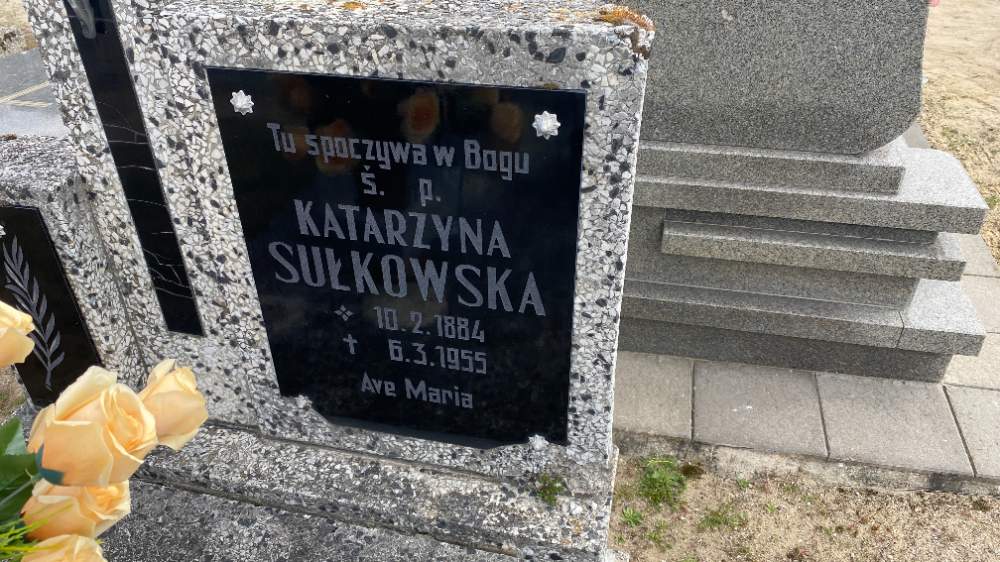 Tu spoczywa w Bogu
Ś. p.
KATARZYNA
SUŁKOWSKA
10.2.1884
† 6.3.1955
Ave Maria